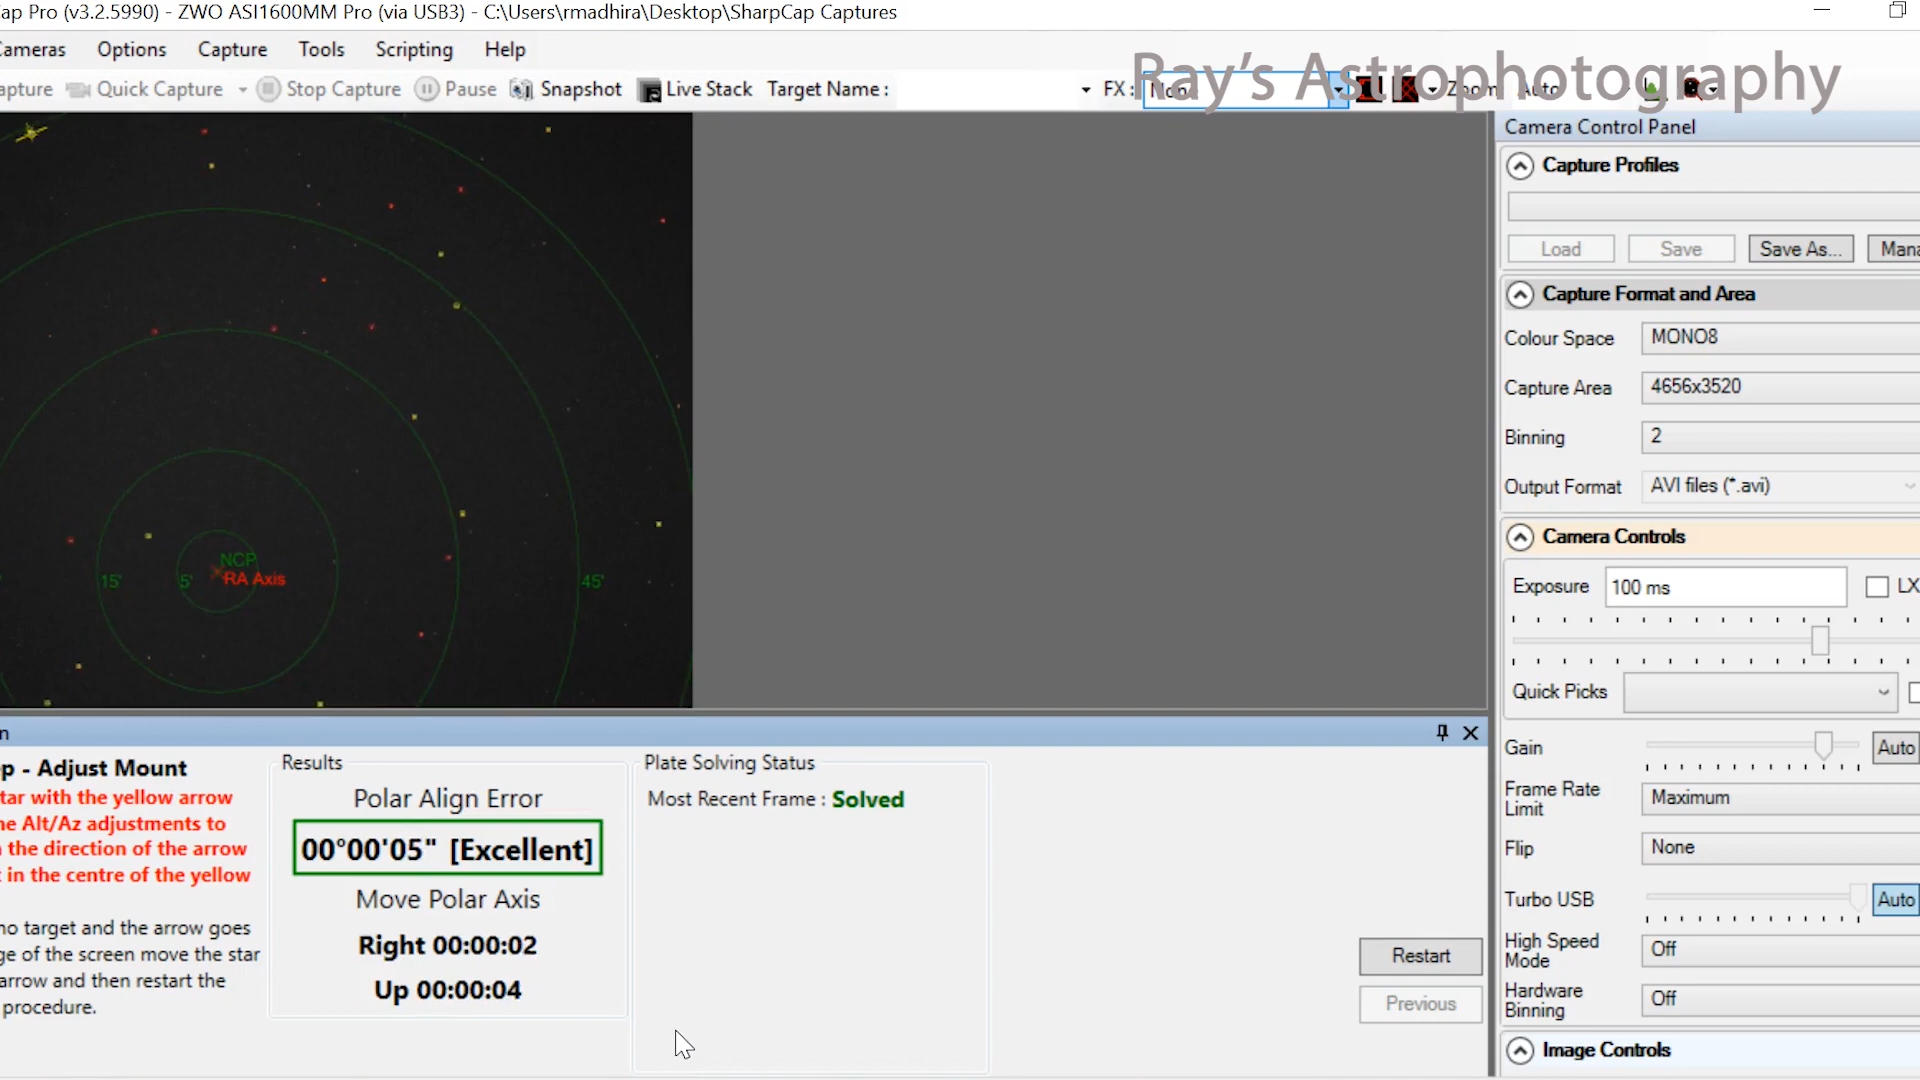 ap Pro (v3.2.5990) - ZWO ASI1600MM Pro (via USB3) - C:\Users\rmadhira\Desktop\SharpCap Captures
Cameras Options Capture Tools Scripting Help
Ray's Astrophotography
apture Quick Capture Stop Capture Pause Snapshot Live Stack Target Name : FX : None Zoom Auto
Camera Control Panel
Capture Profiles
Load Save Save As... Mana
Capture Format and Area
Colour Space MONO8
Capture Area 4656x3520
Binning 2
Output Format AVI files (*.avi)
Camera Controls
Exposure 100 ms LX
Quick Picks
Gain Auto
Frame Rate
Limit
Maximum
Flip None
Turbo USB Auto
High Speed
Mode
Off
Hardware
Binning
Off
Image Controls
NCP
RA Axis
15' 5' 45'
n
p - Adjust Mount
tar with the yellow arrow
he Alt/Az adjustments to
n the direction of the arrow
t in the centre of the yellow
no target and the arrow goes
ge of the screen move the star
arrow and then restart the
procedure.
Results
Polar Align Error
00°00'05" [Excellent]
Move Polar Axis
Right 00:00:02
Up 00:00:04
Plate Solving Status
Most Recent Frame : Solved
Restart
Previous